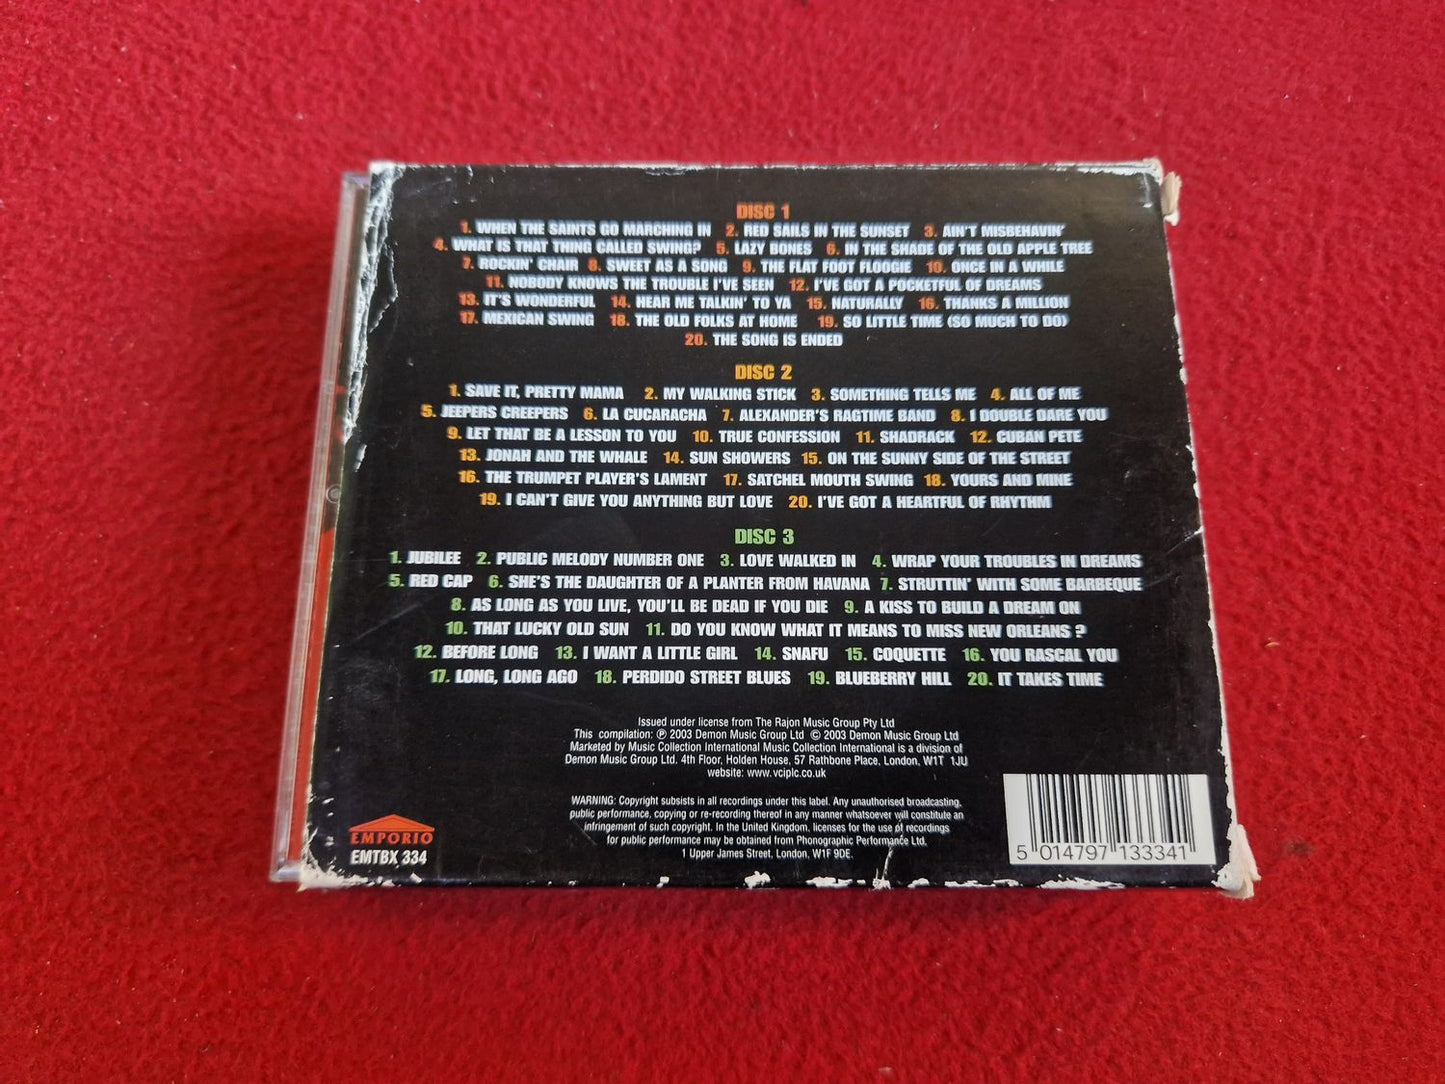 DISC 1
1. WHEN THE SAINTS GO MARCHING IN 2. RED SAILS IN THE SUNSET 3. AIN'T MISBEHAVIN'
4. WHAT IS THAT THING CALLED SWING? 5. LAZY BONES 6. IN THE SHADE OF THE OLD APPLE TREE
7. ROCKIN' CHAIR 8. SWEET AS A SONG 9. THE FLAT FOOT FLOOGIE 10. ONCE IN A WHILE
11. NOBODY KNOWS THE TROUBLE I'VE SEEN 12. I'VE GOT A POCKETFUL OF DREAMS
13. IT'S WONDERFUL 14. HEAR ME TALKIN' TO YA 15. NATURALLY 16. THANKS A MILLION
17. MEXICAN SWING 18. THE OLD FOLKS AT HOME 19. SO LITTLE TIME (SO MUCH TO DO)
20. THE SONG IS ENDED
DISC 2
1. SAVE IT, PRETTY MAMA 2. MY WALKING STICK 3. SOMETHING TELLS ME 4. ALL OF ME
5. JEEPERS CREEPERS 6. LA CUCARACHA 7. ALEXANDER'S RAGTIME BAND 8. I DOUBLE DARE YOU
9. LET THAT BE A LESSON TO YOU 10. TRUE CONFESSION 11. SHADRACK 12. CUBAN PETE
13. JONAH AND THE WHALE 14. SUN SHOWERS 15. ON THE SUNNY SIDE OF THE STREET
16. THE TRUMPET PLAYER'S LAMENT 17. SATCHEL MOUTH SWING 18. YOURS AND MINE
19. I CAN'T GIVE YOU ANYTHING BUT LOVE 20. I'VE GOT A HEARTFUL OF RHYTHM
DISC 3
1. JUBILEE 2. PUBLIC MELODY NUMBER ONE 3. LOVE WALKED IN 4. WRAP YOUR TROUBLES IN DREAMS
5. RED CAP 6. SHE'S THE DAUGHTER OF A PLANTER FROM HAVANA 7. STRUTTIN' WITH SOME BARBEQUE
8. AS LONG AS YOU LIVE, YOU'LL BE DEAD IF YOU DIE 9. A KISS TO BUILD A DREAM ON
10. THAT LUCKY OLD SUN 11. DO YOU KNOW WHAT IT MEANS TO MISS NEW ORLEANS ?
12. BEFORE LONG 13. I WANT A LITTLE GIRL 14. SNAFU 15. COQUETTE 16. YOU RASCAL YOU
17. LONG, LONG AGO 18. PERDIDO STREET BLUES 19. BLUEBERRY HILL 20. IT TAKES TIME
Issued under license from The Rajon Music Group Pty Ltd
This compilation: ℗ 2003 Demon Music Group Ltd © 2003 Demon Music Group Ltd
Marketed by Music Collection International Music Collection International is a division of
Demon Music Group Ltd. 4th Floor, Holden House, 57 Rathbone Place, London, W1T 1JU
website: www.vciplc.co.uk
WARNING: Copyright subsists in all recordings under this label. Any unauthorised broadcasting,
public performance, copying or re-recording thereof in any manner whatsoever will constitute an
infringement of such copyright. In the United Kingdom, licenses for the use of recordings
for public performance may be obtained from Phonographic Performance Ltd,
1 Upper James Street, London, W1F 9DE.
EMPORIO
EMTBX 334
5 014797 133341